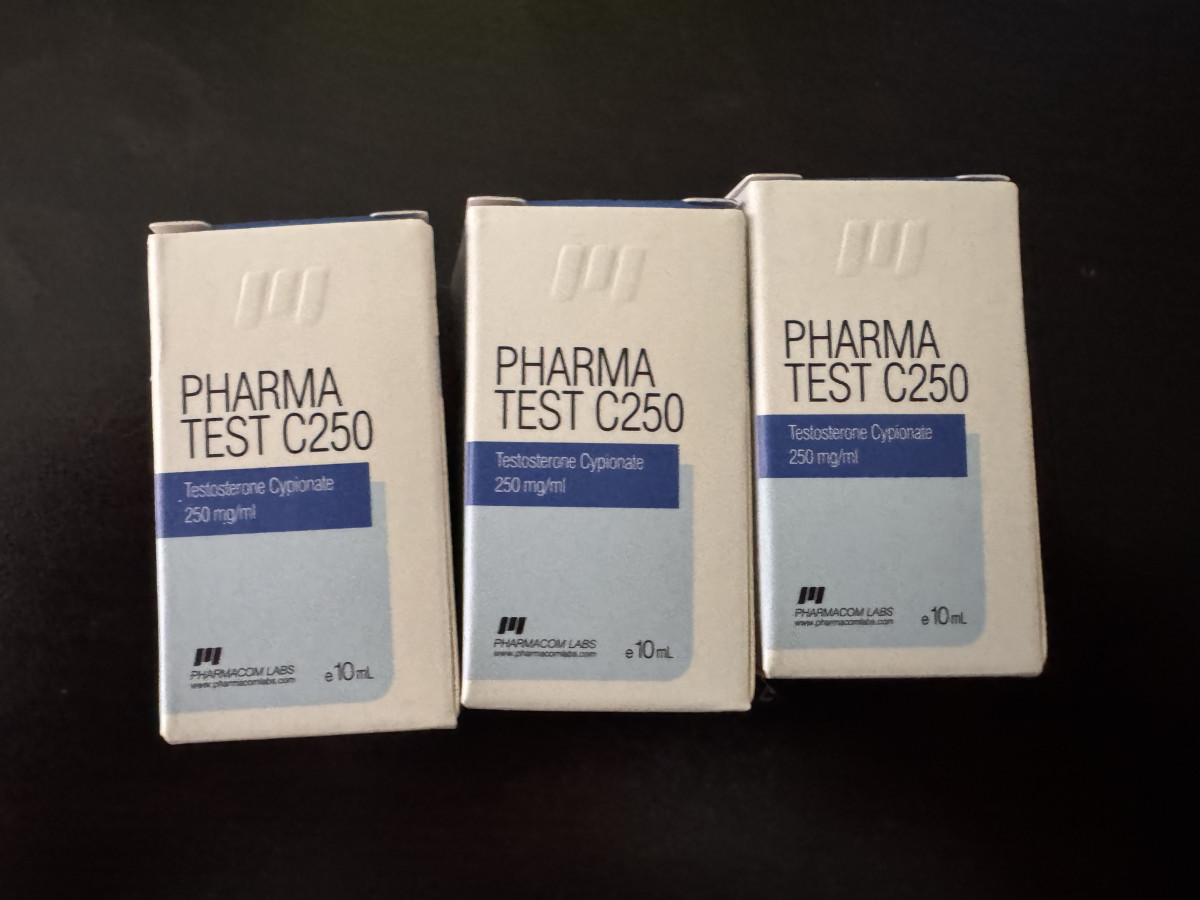 PHARMA
TEST C250
Testosterone Cypionate
250 mg/ml
PHARMACOM LABS
www.pharmacomlabs.com
e 10 mL
PHARMA
TEST C250
Testosterone Cypionate
250 mg/ml
PHARMACOM LABS
www.pharmacomlabs.com
e 10 mL
PHARMA
TEST C250
Testosterone Cypionate
250 mg/ml
PHARMACOM LABS
www.pharmacomlabs.com
e 10 mL